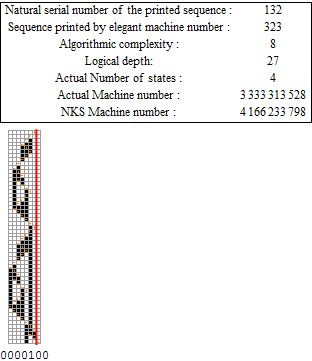 Natural serial number of the printed sequence : 132
Sequence printed by elegant machine number : 323
Algorithmic complexity : 8
Logical depth: 27
Actual Number of states : 4
Actual Machine number : 3 333 313 528
NKS Machine number : 4 166 233 798
0000100